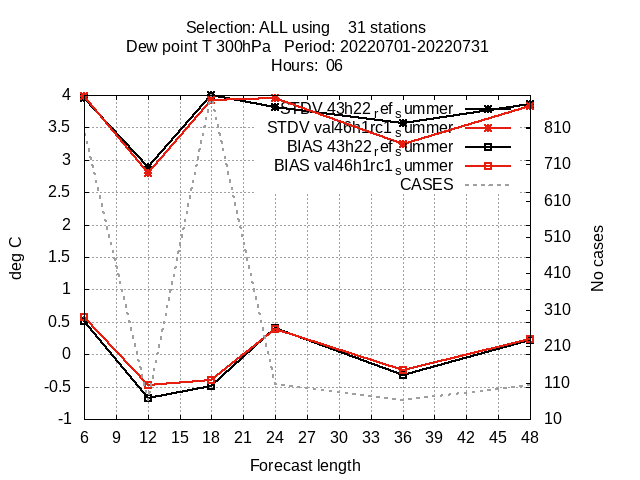 Selection: ALL using    31 stations
Dew point T 300hPa   Period: 20220701-20220731
Hours:  06
STDV 43h22_ref_summer
STDV val46h1rc1_summer
BIAS 43h22_ref_summer
BIAS val46h1rc1_summer
CASES
4
3.5
3
2.5
2
1.5
1
0.5
0
-0.5
-1
deg C
810
710
610
510
410
310
210
110
10
No cases
6 9 12 15 18 21 24 27 30 33 36 39 42 45 48
Forecast length